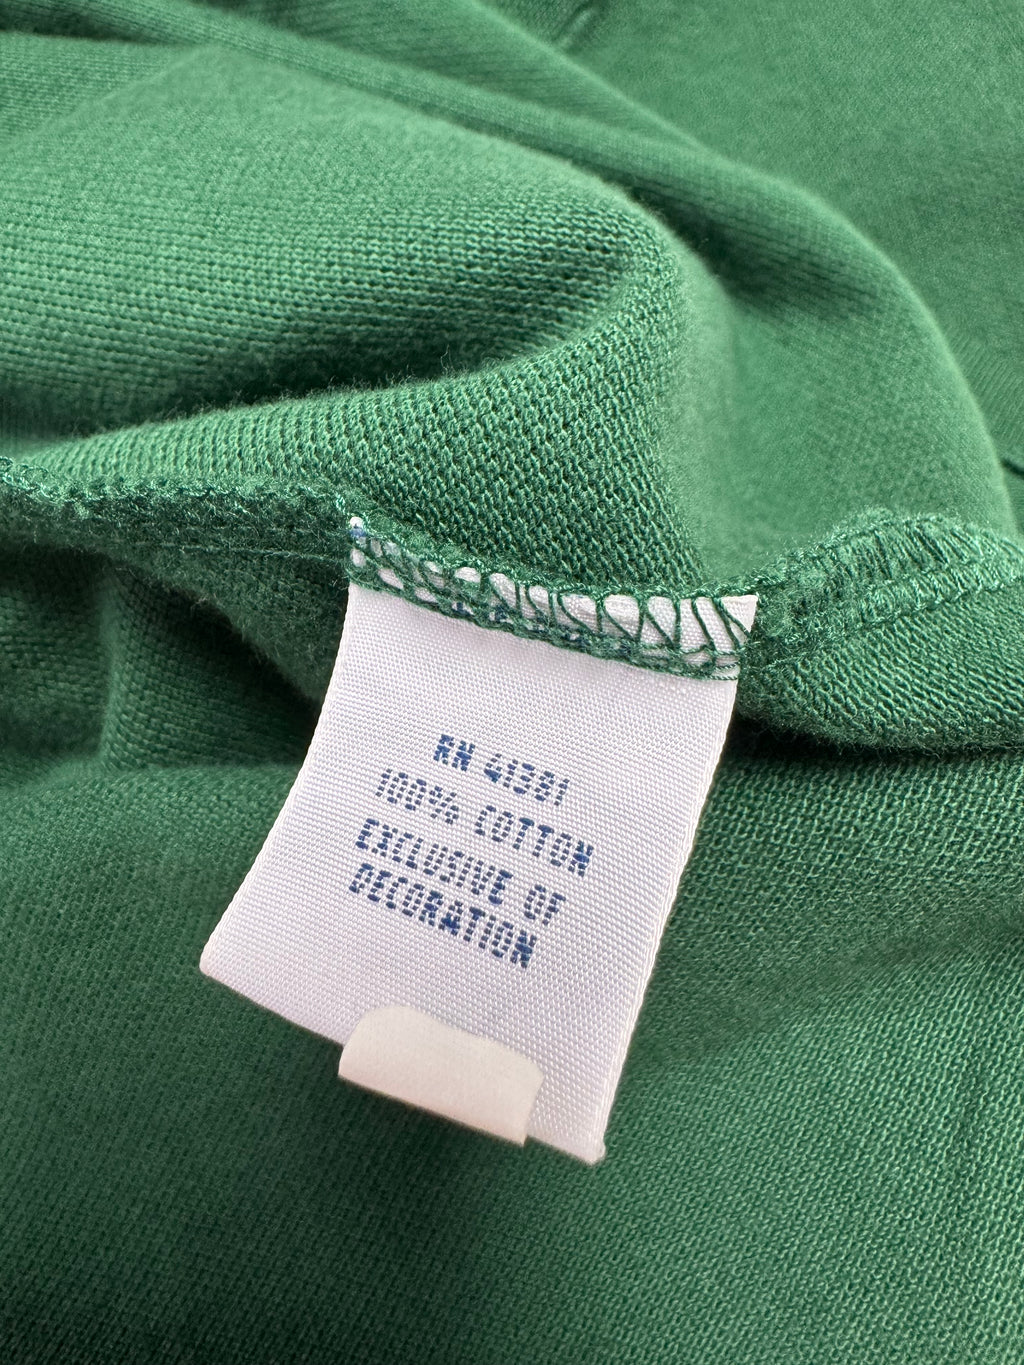 RN 41381
100% COTTON
EXCLUSIVE OF
DECORATION